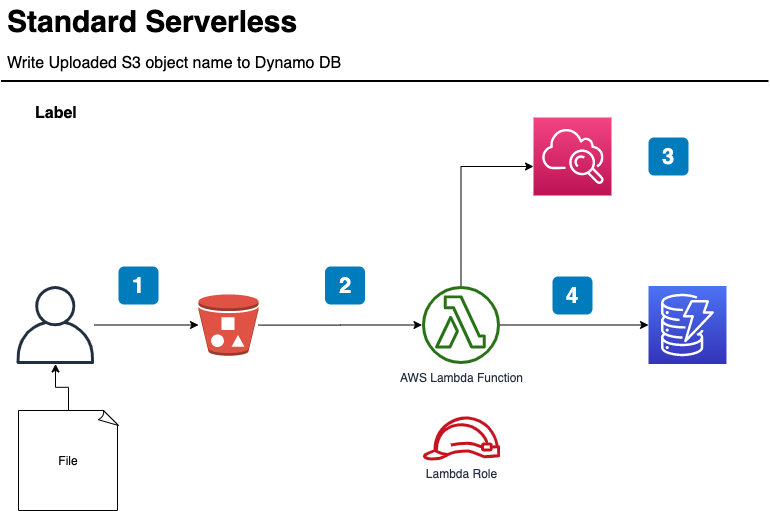 Standard Serverless
Write Uploaded S3 object name to Dynamo DB
Label
3
1
2
4
AWS Lambda Function
File
Lambda Role